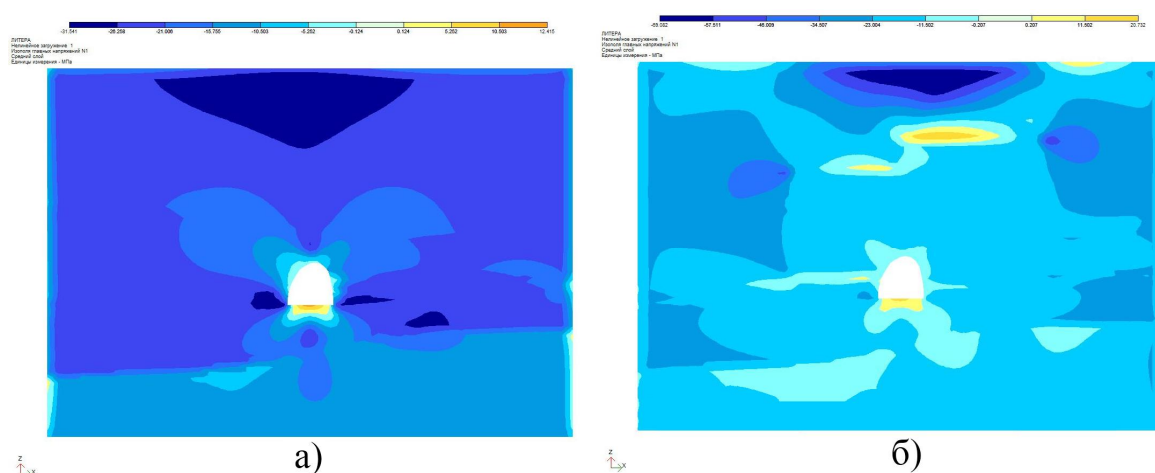 -31.541 -26.258 -21.006 -15.755 -10.503 -5.252 -0.124 0.124 5.252 10.503 12.415
ЛИТЕРА
Нелинейное загружение 1
Изополя главных напряжений N1
Средний слой
Единицы измерения - МПа
Z
X
а)
-57.511 -46.009 -34.507 -23.004 -11.502 -0.207 0.207 11.502 20.732
ЛИТЕРА
Нелинейное загружение 1
Изополя главных напряжений N1
Средний слой
Единицы измерения - МПа
Z
X
б)